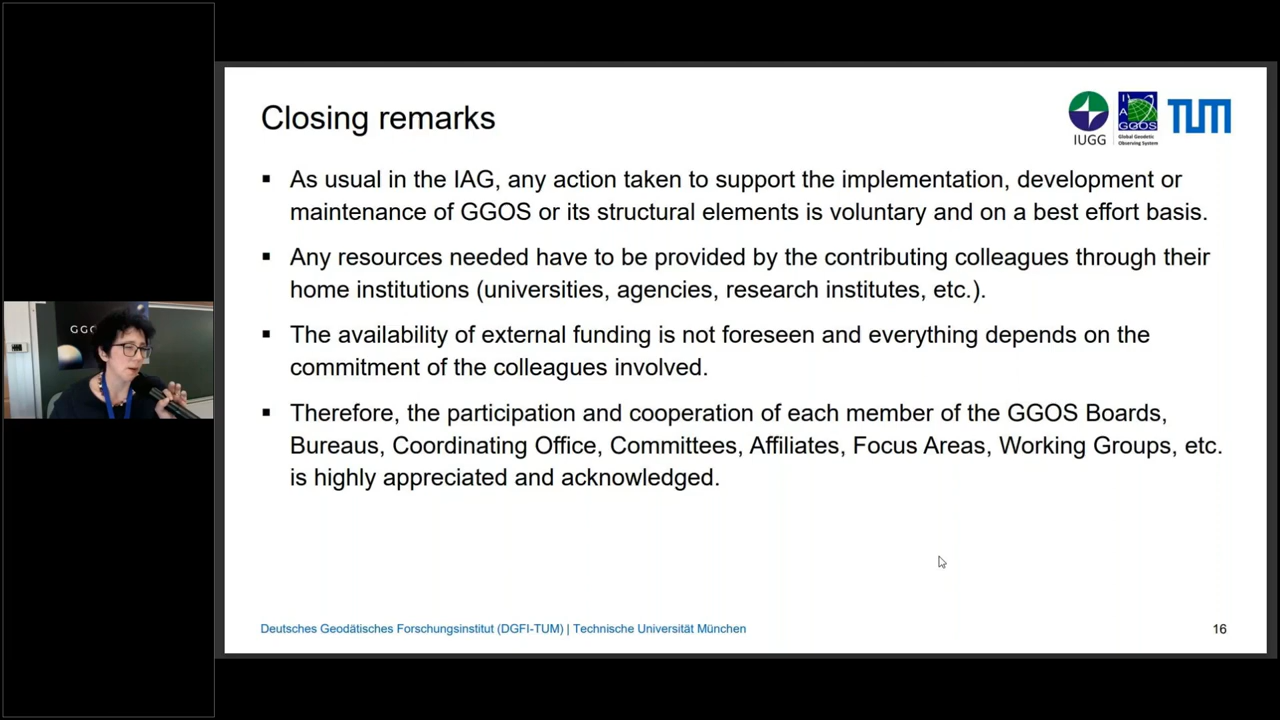 Closing remarks
IUGG
I
A
GGOS
Global Geodetic
Observing System
TUM
As usual in the IAG, any action taken to support the implementation, development or
maintenance of GGOS or its structural elements is voluntary and on a best effort basis.
Any resources needed have to be provided by the contributing colleagues through their
home institutions (universities, agencies, research institutes, etc.).
The availability of external funding is not foreseen and everything depends on the
commitment of the colleagues involved.
Therefore, the participation and cooperation of each member of the GGOS Boards,
Bureaus, Coordinating Office, Committees, Affiliates, Focus Areas, Working Groups, etc.
is highly appreciated and acknowledged.
Deutsches Geodätisches Forschungsinstitut (DGFI-TUM) | Technische Universität München
16